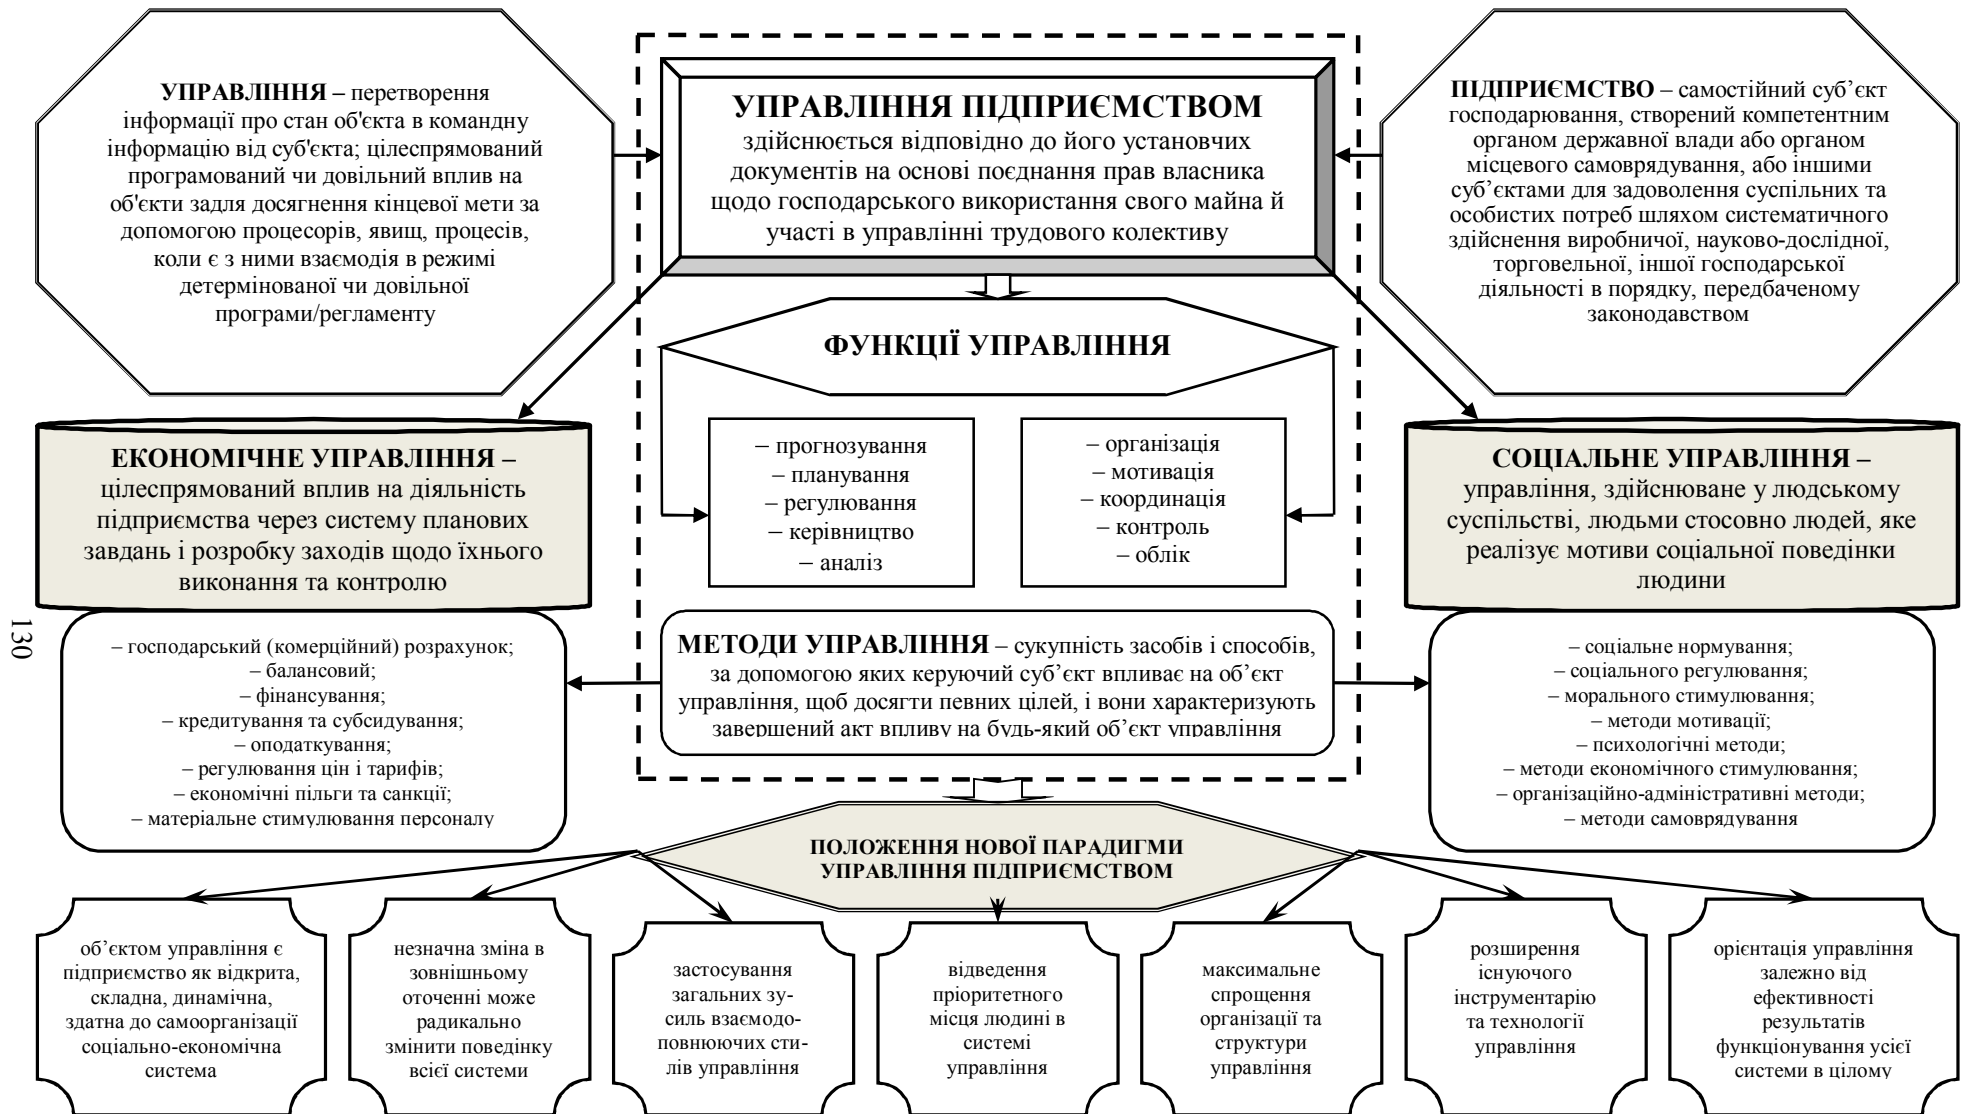 УПРАВЛІННЯ – перетворення
інформації про стан об’єкта в командну
інформацію від суб'єкта; цілеспрямований
програмований чи довільний вплив на
об'єкти задля досягнення кінцевої мети за
допомогою процесорів, явищ, процесів,
коли є з ними взаємодія в режимі
детермінованої чи довільної
програми/регламенту
УПРАВЛІННЯ ПІДПРИЄМСТВОМ
здійснюється відповідно до його установчих
документів на основі поєднання прав власника
щодо господарського використання свого майна й
участі в управлінні трудового колективу
ПІДПРИЄМСТВО – самостійний суб’єкт
господарювання, створений компетентним
органом державної влади або органом
місцевого самоврядування, або іншими
суб’єктами для задоволення суспільних та
особистих потреб шляхом систематичного
здійснення виробничої, науково-дослідної,
торговельної, іншої господарської
діяльності в порядку, передбаченому
законодавством
ФУНКЦІЇ УПРАВЛІННЯ
– прогнозування
– планування
– регулювання
– керівництво
– аналіз
– організація
– мотивація
– координація
– контроль
– облік
ЕКОНОМІЧНЕ УПРАВЛІННЯ –
цілеспрямований вплив на діяльність
підприємства через систему планових
завдань і розробку заходів щодо їхнього
виконання та контролю
СОЦІАЛЬНЕ УПРАВЛІННЯ –
управління, здійснюване у людському
суспільстві, людьми стосовно людей, яке
реалізує мотиви соціальної поведінки
людини
– господарський (комерційний) розрахунок;
– балансовий;
– фінансування;
– кредитування та субсидування;
– оподаткування;
– регулювання цін і тарифів;
– економічні пільги та санкції;
– матеріальне стимулювання персоналу
МЕТОДИ УПРАВЛІННЯ – сукупність засобів і способів,
за допомогою яких керуючий суб’єкт впливає на об’єкт
управління, щоб досягти певних цілей, і вони характеризують
завершений акт впливу на будь-який об’єкт управління
– соціальне нормування;
– соціального регулювання;
– морального стимулювання;
– методи мотивації;
– психологічні методи;
– методи економічного стимулювання;
– організаційно-адміністративні методи;
– методи самоврядування
130
ПОЛОЖЕННЯ НОВОЇ ПАРАДИГМИ
УПРАВЛІННЯ ПІДПРИЄМСТВОМ
об’єктом управління є
підприємство як відкрита,
складна, динамічна,
здатна до самоорганізації
соціально-економічна
система
незначна зміна в
зовнішньому
оточенні може
радикально
змінити поведінку
всієї системи
застосування
загальних зу-
силь взаємодо-
повнюючих сти-
лів управління
відведення
пріоритетного
місця людині в
системі
управління
максимальне
спрощення
організації та
структури
управління
розширення
існуючого
інструментарію
та технології
управління
орієнтація управління
залежно від
ефективності
результатів
функціонування усієї
системи в цілому